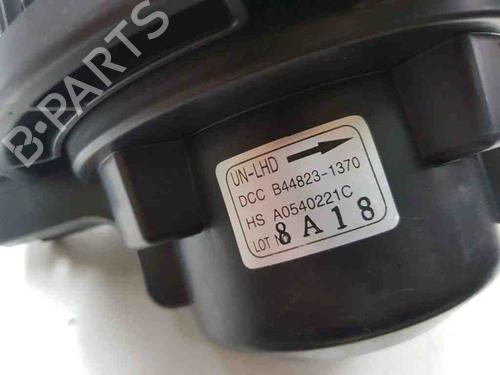 B-PARTS
UN-LHD
DCC B44823-1370
HS A0540221C
LOT N 8A18